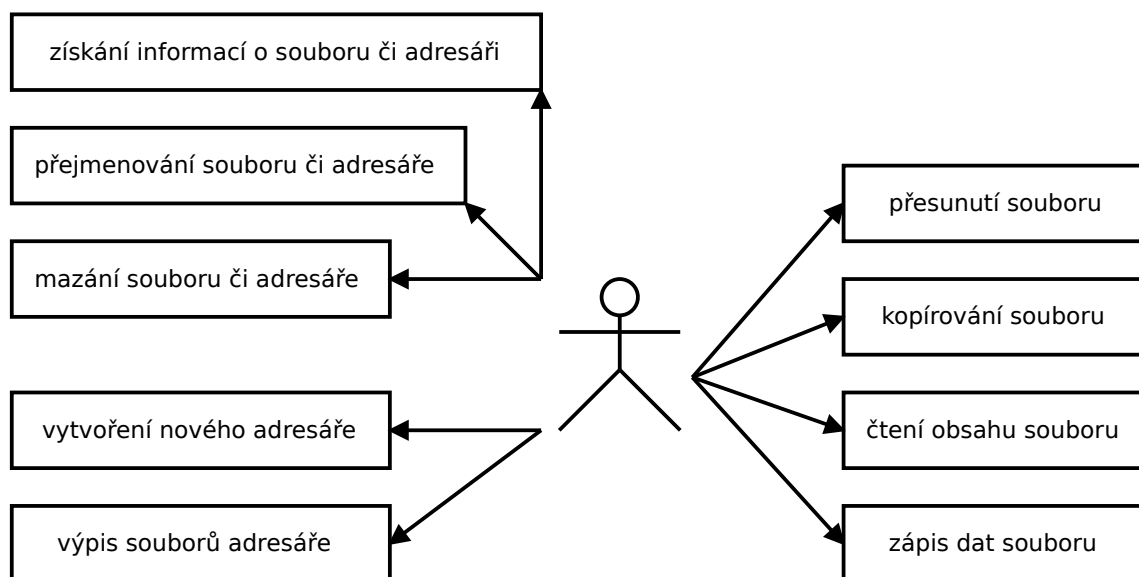 získání informací o souboru či adresáři
přejmenování souboru či adresáře
mazání souboru či adresáře
vytvoření nového adresáře
výpis souborů adresáře
přesunutí souboru
kopírování souboru
čtení obsahu souboru
zápis dat souboru